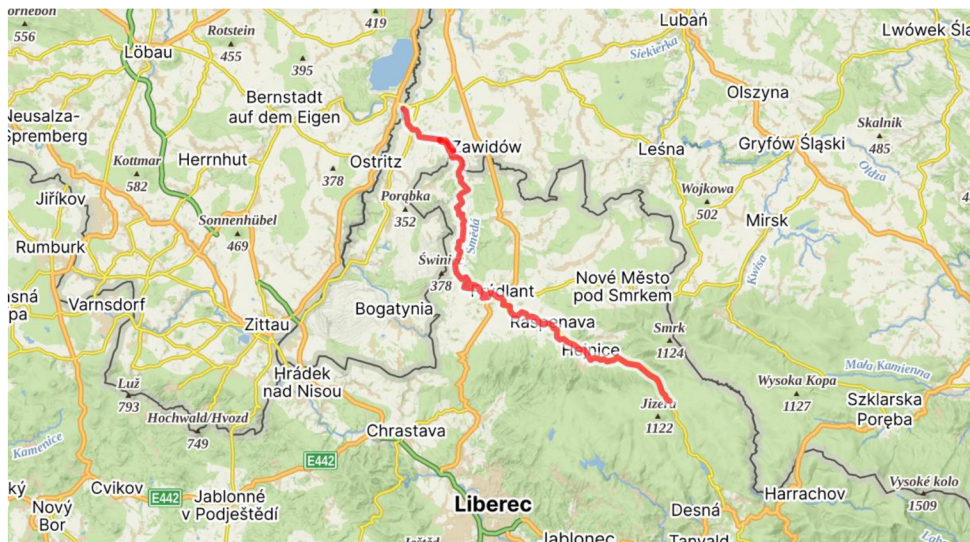 556
Löbau
Rotstein
455
419
395
Bernstadt
auf dem Eigen
Neusalza-
Spremberg
Kottmar
582
Herrnhut
378
Ostritz
Jiříkov
Sonnenhübel
469
Porąbka
352
Rumburk
Varnsdorf
Zittau
Bogatynia
Świni
378
Hrádek
nad Nisou
Luž
793
Hochwald/Hvozd
749
Kamenice
Chrastava
E442
E442
Cvikov
Nový
Bor
Jablonné
v Podještědí
Liberec
Lubań
Siekierka
Lwówek
Olszyna
Zawidów
Leśna
Gryfów Śląski
Skalnik
485
Oldza
Wojkowa
502
Mirsk
Kwisa
Smĕdá
Nové Město
pod Smrkem
Frýdlant
Raspenava
Hejnice
Smrk
1124
Jizera
1122
Mała Kamienna
Wysoka Kopa
1127
Szklarska
Poręba
Harrachov
Vysoké kolo
1509
Desná
Tanvald
Jablonec